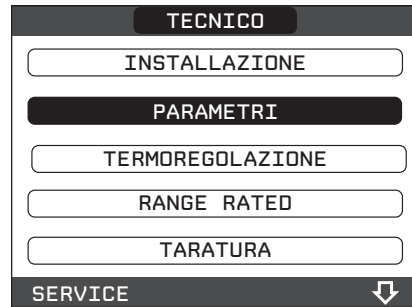 TECNICO
INSTALLAZIONE
PARAMETRI
TERMOREGOLAZIONE
RANGE RATED
TARATURA
SERVICE